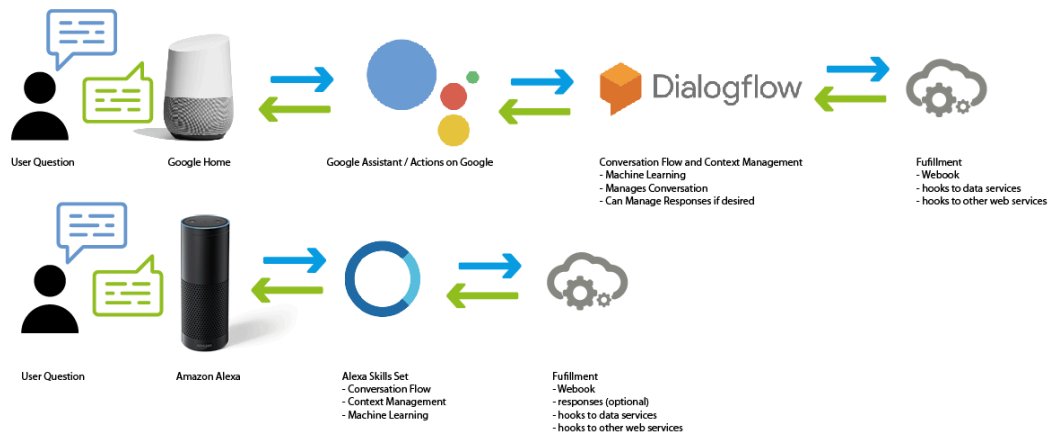 Dialogflow
User Question
Google Home
Google Assistant / Actions on Google
Conversation Flow and Context Management
- Machine Learning
- Manages Conversation
- Can Manage Responses if desired
Fufillment
- Webook
- hooks to data services
- hooks to other web services
User Question
Amazon Alexa
Alexa Skills Set
- Conversation Flow
- Context Management
- Machine Learning
Fufillment
- Webook
- responses (optional)
- hooks to data services
- hooks to other web services